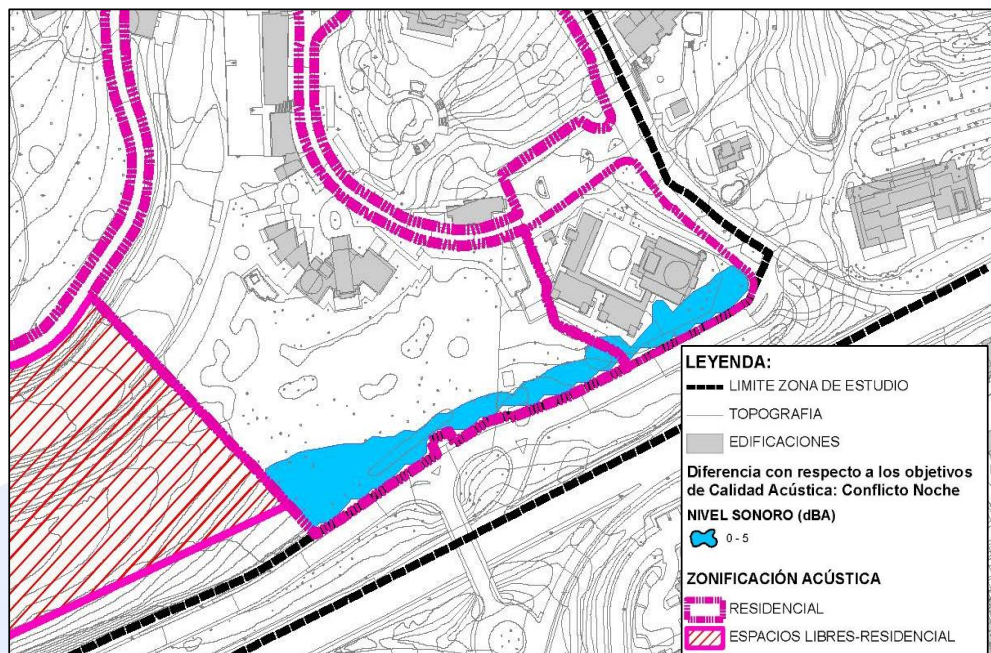 LEYENDA:
LIMITE ZONA DE ESTUDIO
TOPOGRAFIA
EDIFICACIONES
Diferencia con respecto a los objetivos
de Calidad Acústica: Conflicto Noche
NIVEL SONORO (dBA)
0 - 5
ZONIFICACIÓN ACÚSTICA
RESIDENCIAL
ESPACIOS LIBRES-RESIDENCIAL